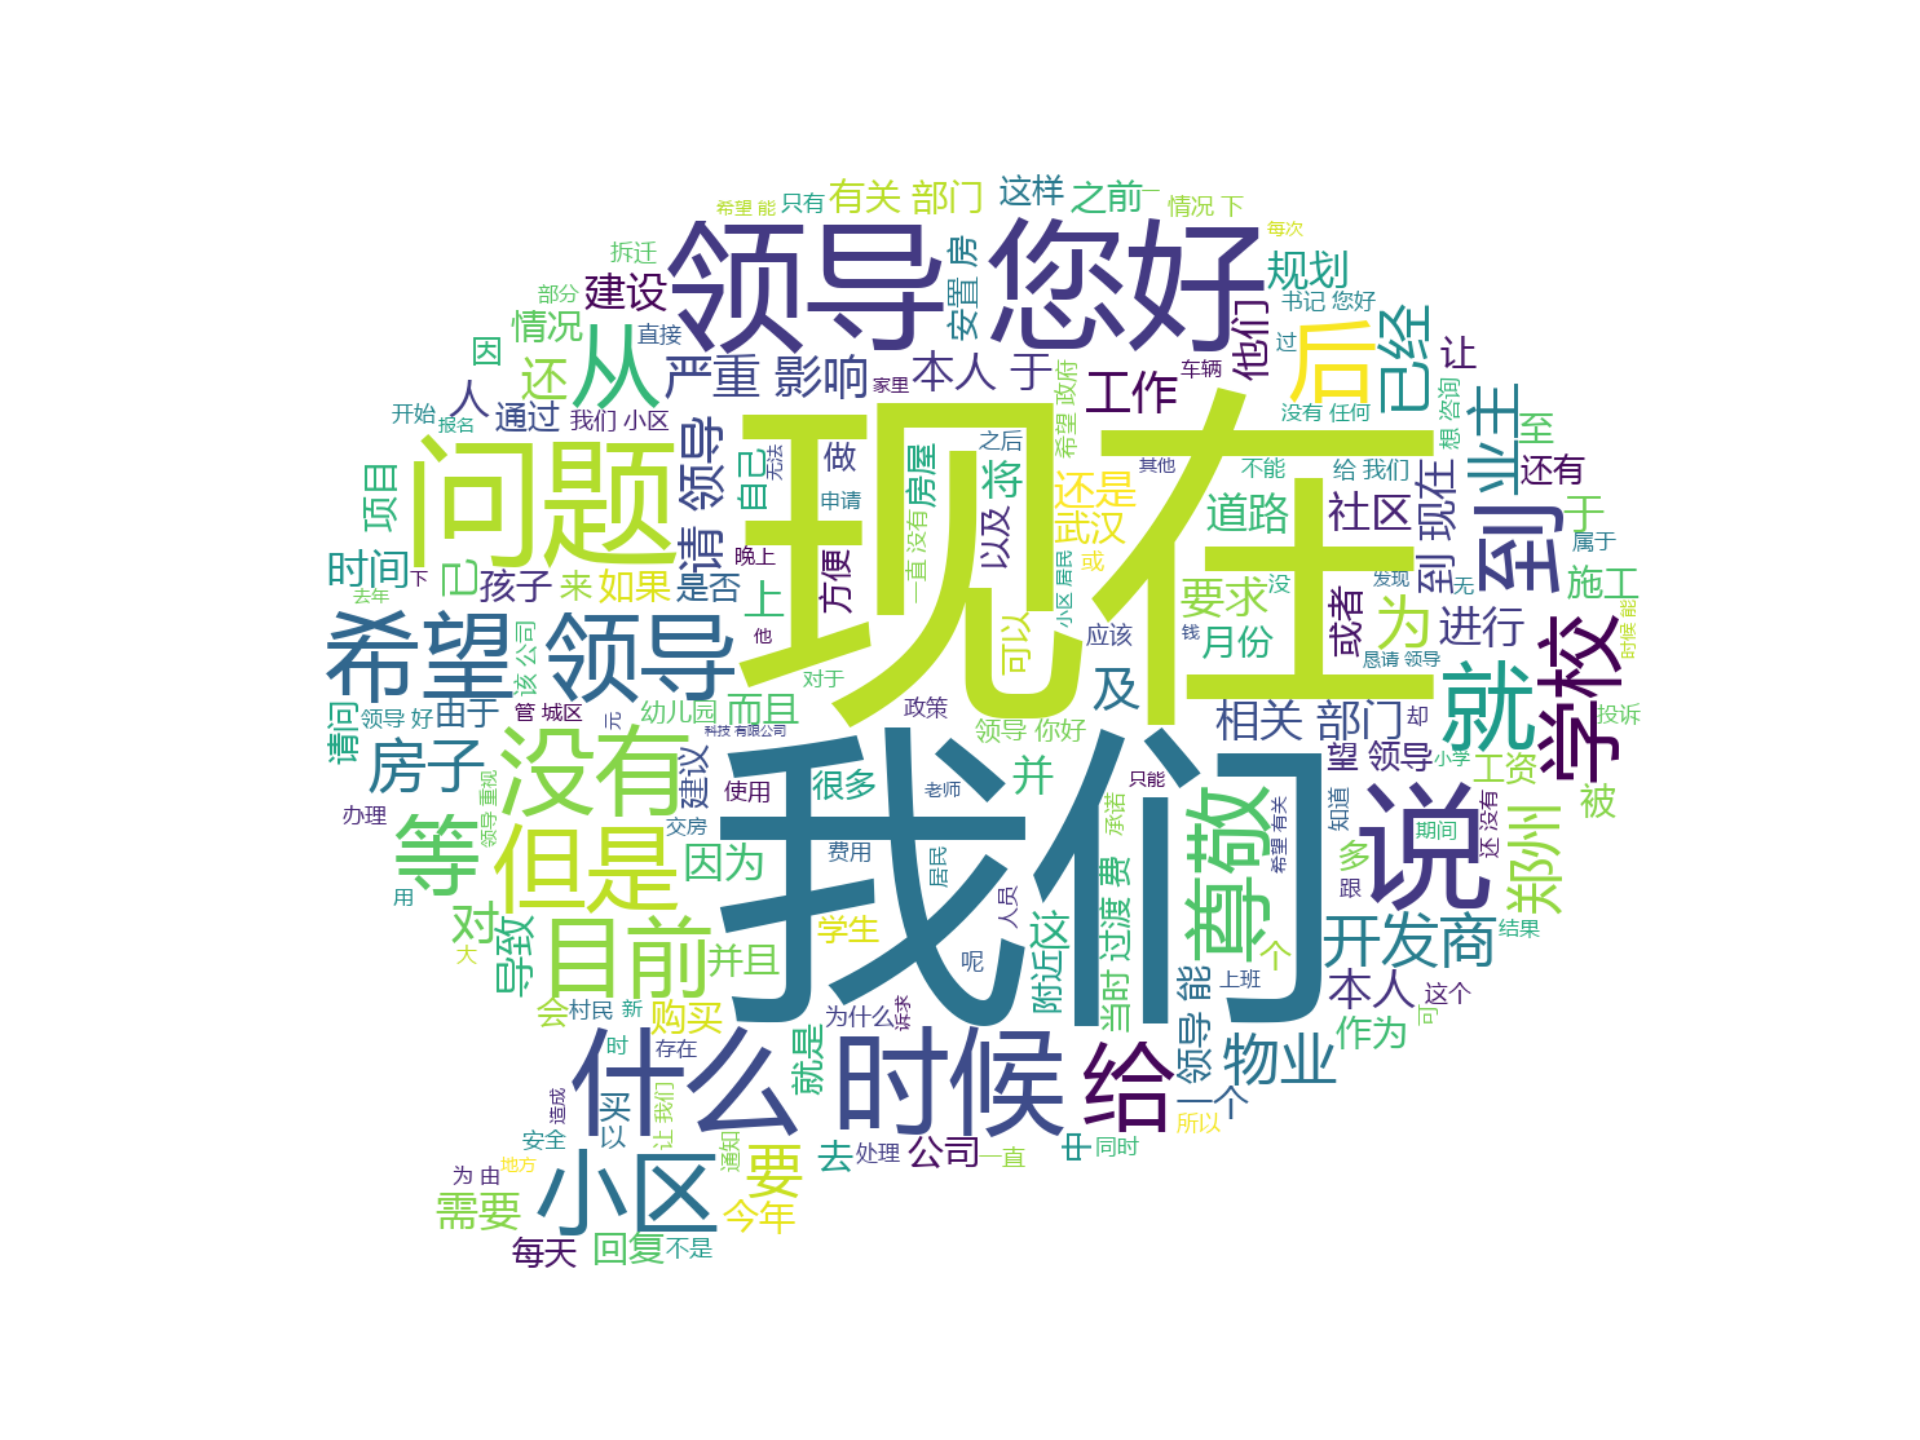 希望 能
只有
有关 部门
这样
之前
一
情况 下
拆迁
领导 您好
安置 房
每次
部分
建设
规划
书记 您好
情况
直接
从
严重 影响
本人 于
工作
车辆
他们
过
后
已经
让
因
还
家里
希望 政府
人
开始
报名
通过
我们 小区
请 领导
没有 任何
想 咨询
业主
至
问题
现在
自己
无法
做
申请
房屋
之后
将
还是
其他
不能
给 我们
到 现在
还有
项目
一直 没有
以及
武汉
道路
社区
到
于
时间
下
已
孩子
来
如果
是否
晚上
上
方便
小区 居民
或
要求
没
发现
无
属于
施工
去年
希望
领导
他
可以
应该
钱
月份
或者
为
进行
恳请 领导
学校
时候 能
该 公司
对于
及
请问
领导 好
由于
管 城区
元
幼儿园
而且
科技 有限公司
政策
领导 你好
相关 部门
却
就
投诉
房子
没有
建议
使用
很多
老师
并
只能
望 领导
小学
工资
被
办理
领导 重视
交房
我们
承诺
尊敬
希望 有关
知道
说
期间
还 没有
郑州
等
但是
因为
费用
居民
当时 过渡 费
多
跟
用
对
导致
目前
并且
学生
人员
这
附近
呢
个
开发商
结果
大
会
村民
新
购买
为什么
诉求
领导 能
上班
本人
这个
作为
可
什么 时候
时
存在
就是
给
一个
物业
造成
买
以
让 我们
所以
安全
小区
通知
要
去
处理
公司
一直
中
同时
为 由
地方
需要
今年
每天
回复
不是